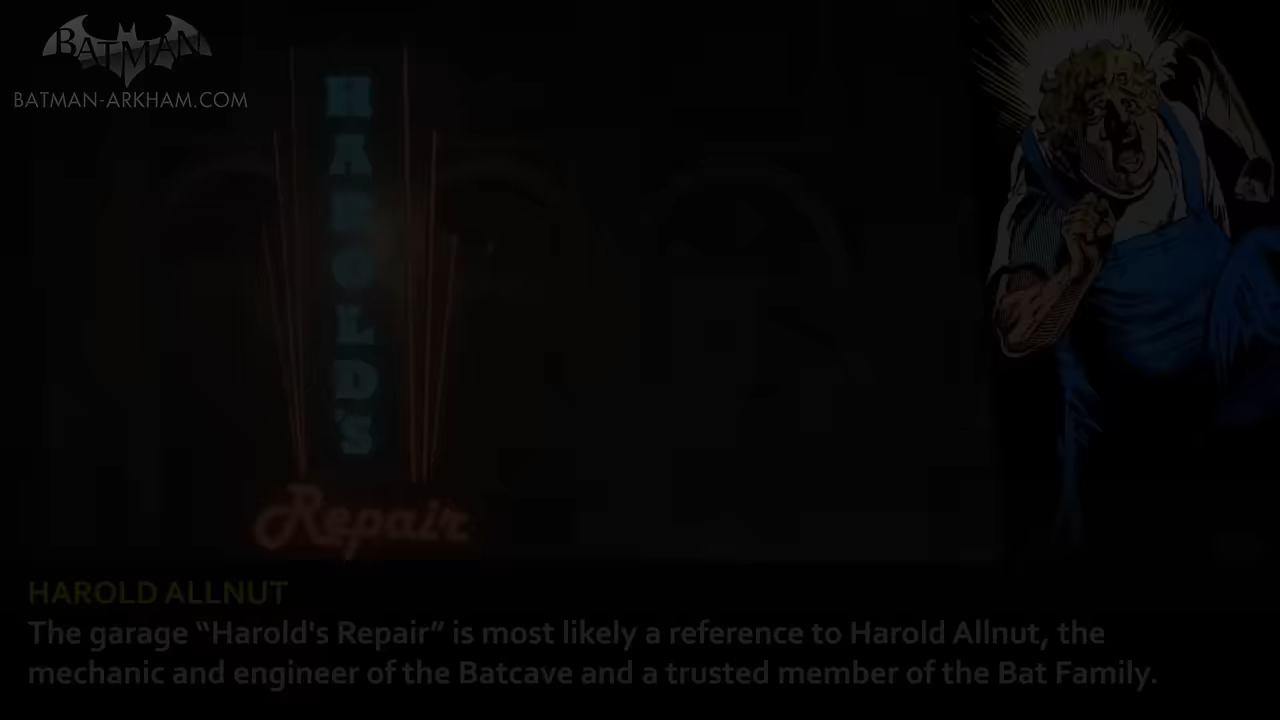 BATMAN
BATMAN-ARKHAM.COM
HAROLD'S
Repair
HAROLD ALLNUT
The garage “Harold's Repair” is most likely a reference to Harold Allnut, the
mechanic and engineer of the Batcave and a trusted member of the Bat Family.